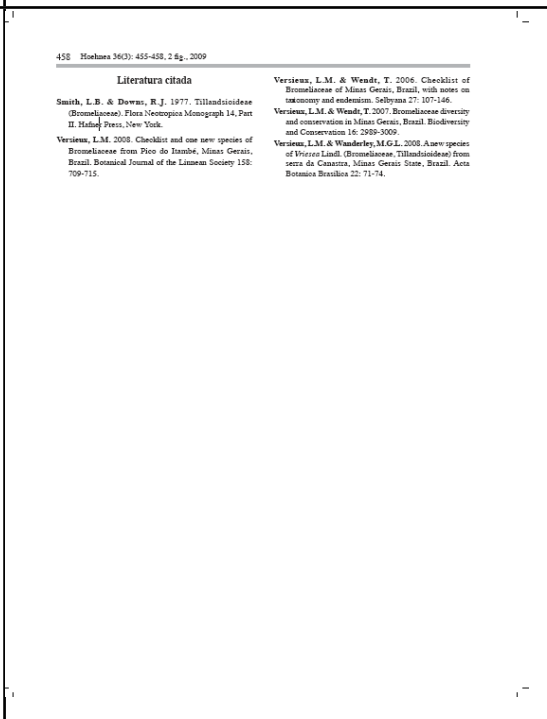 458 Hoehnea 36(3): 455-458, 2 fig., 2009
Literatura citada
Smith, L.B. & Downs, R.J. 1977. Tillandsioideae
(Bromeliaceae). Flora Neotropica Monograph 14, Part
II. Hafner Press, New York.
Versieux, L.M. 2008. Checklist and one new species of
Bromeliaceae from Pico do Itambé, Minas Gerais,
Brazil. Botanical Journal of the Linnean Society 158:
709-715.
Versieux, L.M. & Wendt, T. 2006. Checklist of
Bromeliaceae of Minas Gerais, Brazil, with notes on
taxonomy and endemism. Selbyana 27: 107-146.
Versieux, L.M. & Wendt, T. 2007. Bromeliaceae diversity
and conservation in Minas Gerais, Brazil. Biodiversity
and Conservation 16: 2989-3009.
Versieux, L.M. & Wanderley, M.G.L. 2008. A new species
of Vriesea Lindl. (Bromeliaceae, Tillandsioideae) from
serra da Canastra, Minas Gerais State, Brazil. Acta
Botanica Brasilica 22: 71-74.